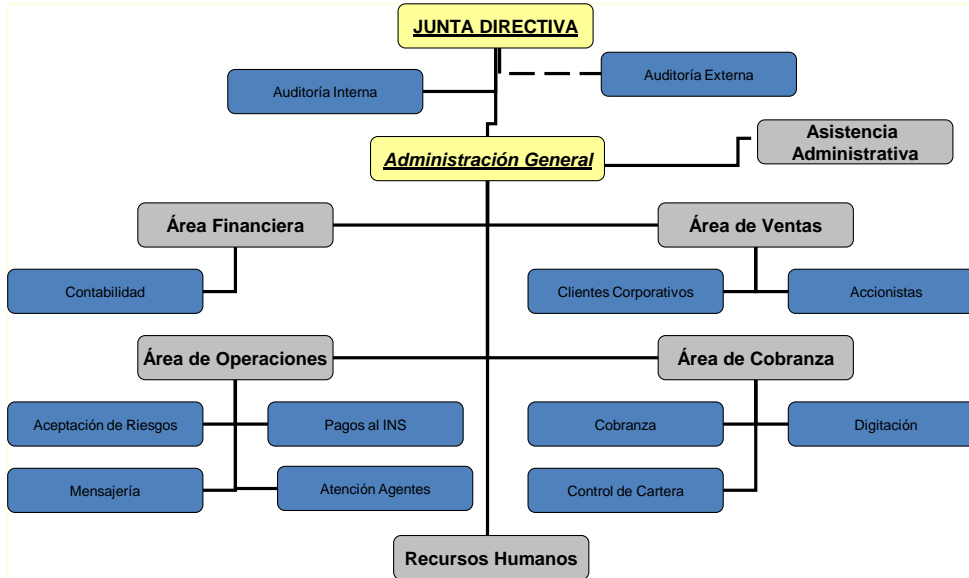 JUNTA DIRECTIVA
Auditoría Externa
Auditoría Interna
Asistencia
Administrativa
Administración General
Área Financiera
Área de Ventas
Contabilidad
Clientes Corporativos
Accionistas
Área de Operaciones
Área de Cobranza
Aceptación de Riesgos
Pagos al INS
Cobranza
Digitación
Mensajería
Atención Agentes
Control de Cartera
Recursos Humanos